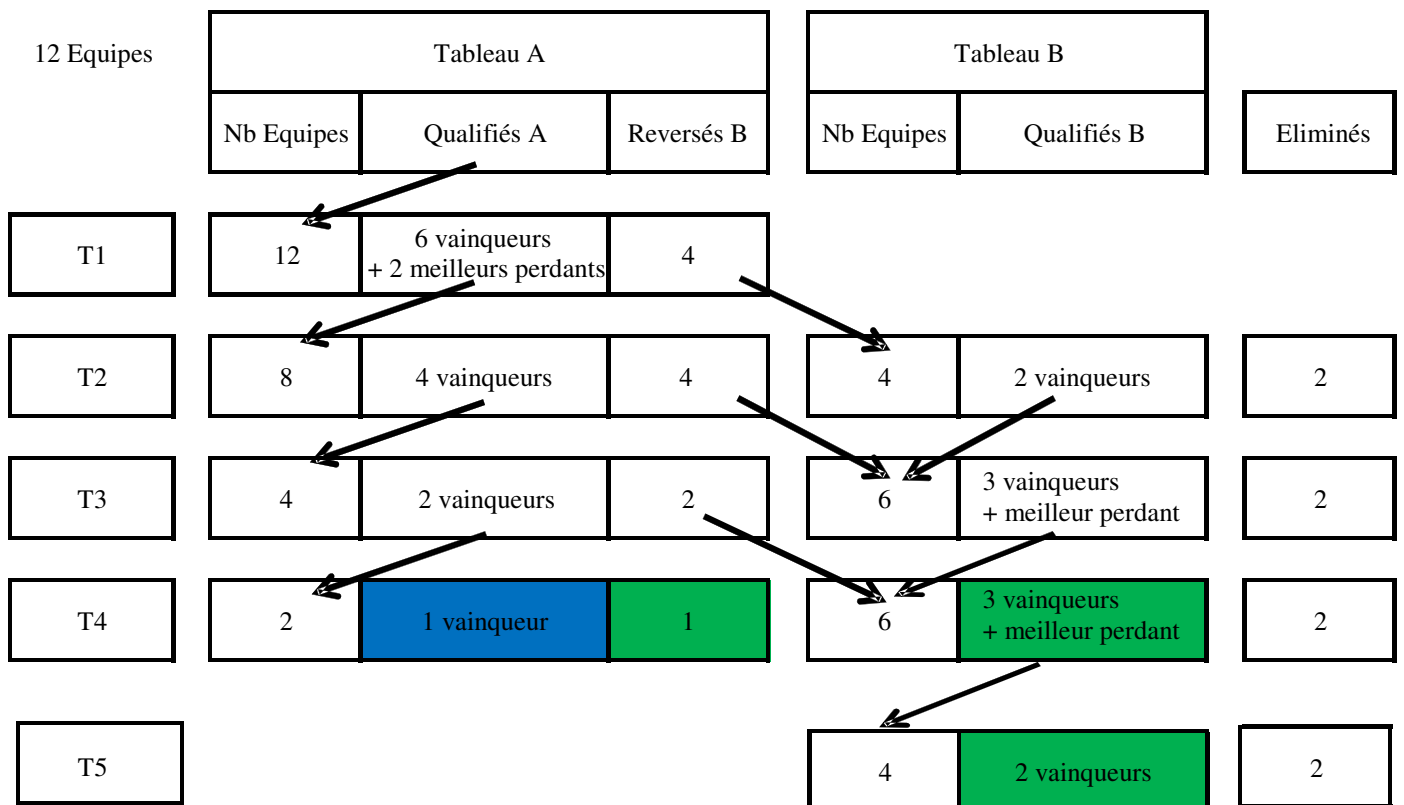 12 Equipes
Tableau A
Tableau B
Nb Equipes
Qualifiés A
Reversés B
Nb Equipes
Qualifiés B
Eliminés
T1
12
6 vainqueurs
+ 2 meilleurs perdants
4
T2
8
4 vainqueurs
4
4
2 vainqueurs
2
T3
4
2 vainqueurs
2
6
3 vainqueurs
+ meilleur perdant
2
T4
2
1 vainqueur
1
6
3 vainqueurs
+ meilleur perdant
2
T5
4
2 vainqueurs
2